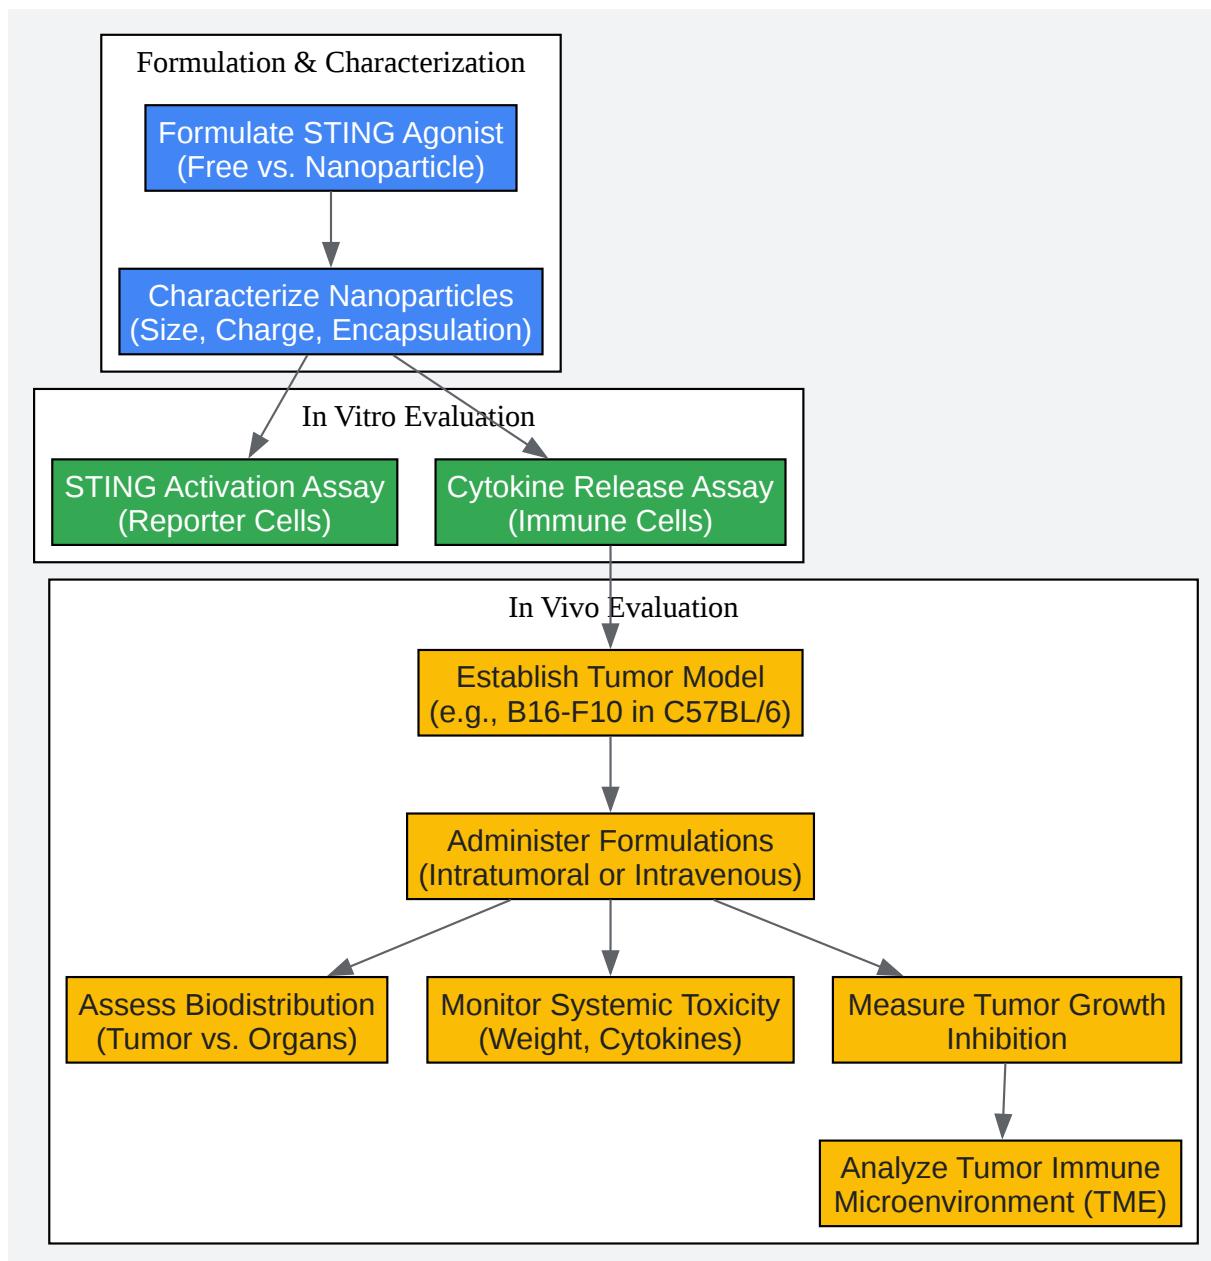 Formulation & Characterization
Formulate STING Agonist
(Free vs. Nanoparticle)
Characterize Nanoparticles
(Size, Charge, Encapsulation)
In Vitro Evaluation
STING Activation Assay
(Reporter Cells)
Cytokine Release Assay
(Immune Cells)
In Vivo Evaluation
Establish Tumor Model
(e.g., B16-F10 in C57BL/6)
Administer Formulations
(Intratumoral or Intravenous)
Assess Biodistribution
(Tumor vs. Organs)
Monitor Systemic Toxicity
(Weight, Cytokines)
Measure Tumor Growth
Inhibition
Analyze Tumor Immune
Microenvironment (TME)